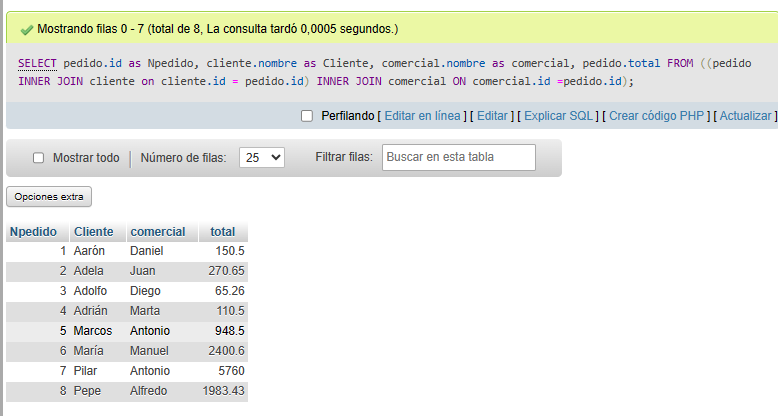 Mostrando filas 0 - 7 (total de 8, La consulta tardó 0,0005 segundos.)
SELECT pedido.id as Npedido, cliente.nombre as Cliente, comercial.nombre as comercial, pedido.total FROM ((pedido
INNER JOIN cliente on cliente.id = pedido.id) INNER JOIN comercial ON comercial.id =pedido.id);
Perfilando [ Editar en línea ] [ Editar ] [ Explicar SQL ] [ Crear código PHP ] [ Actualizar ]
Mostrar todo Número de filas: 25 Filtrar filas: Buscar en esta tabla
Opciones extra
Npedido Cliente comercial total
1 Aarón Daniel 150.5
2 Adela Juan 270.65
3 Adolfo Diego 65.26
4 Adrián Marta 110.5
5 Marcos Antonio 948.5
6 María Manuel 2400.6
7 Pilar Antonio 5760
8 Pepe Alfredo 1983.43